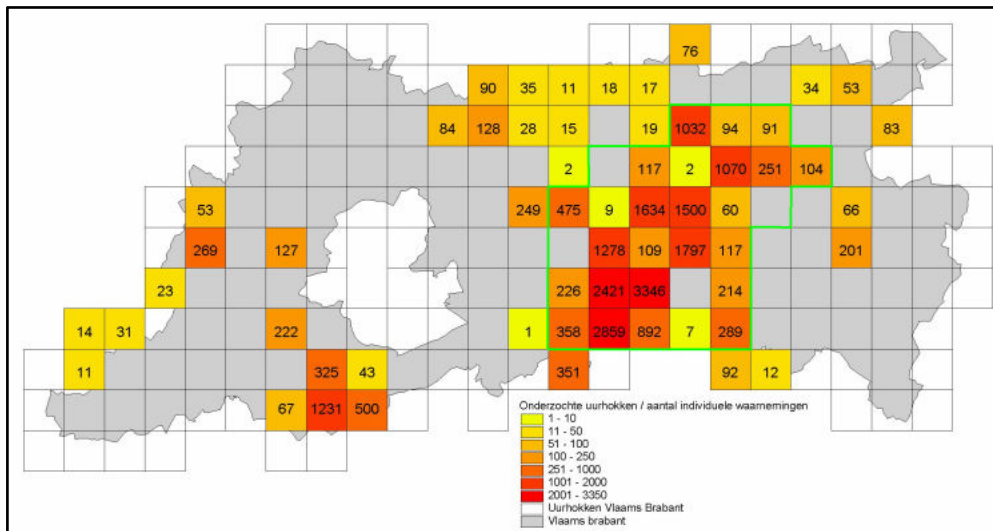 76
90 35 11 18 17 34 53
84 128 28 15 19 1032 94 91 83
2 117 2 1070 251 104
53 249 475 9 1634 1500 60 66
269 127 1278 109 1797 117 201
23 226 2421 3346 214
14 31 222 1 358 2859 892 7 289
11 325 43 351 92 12
67 1231 500
Onderzochte uurhokken / aantal individuele waarnemingen
1 - 10
11 - 50
51 - 100
100 - 250
251 - 1000
1001 - 2000
2001 - 3350
Uurhokken Vlaams Brabant
Vlaams brabant